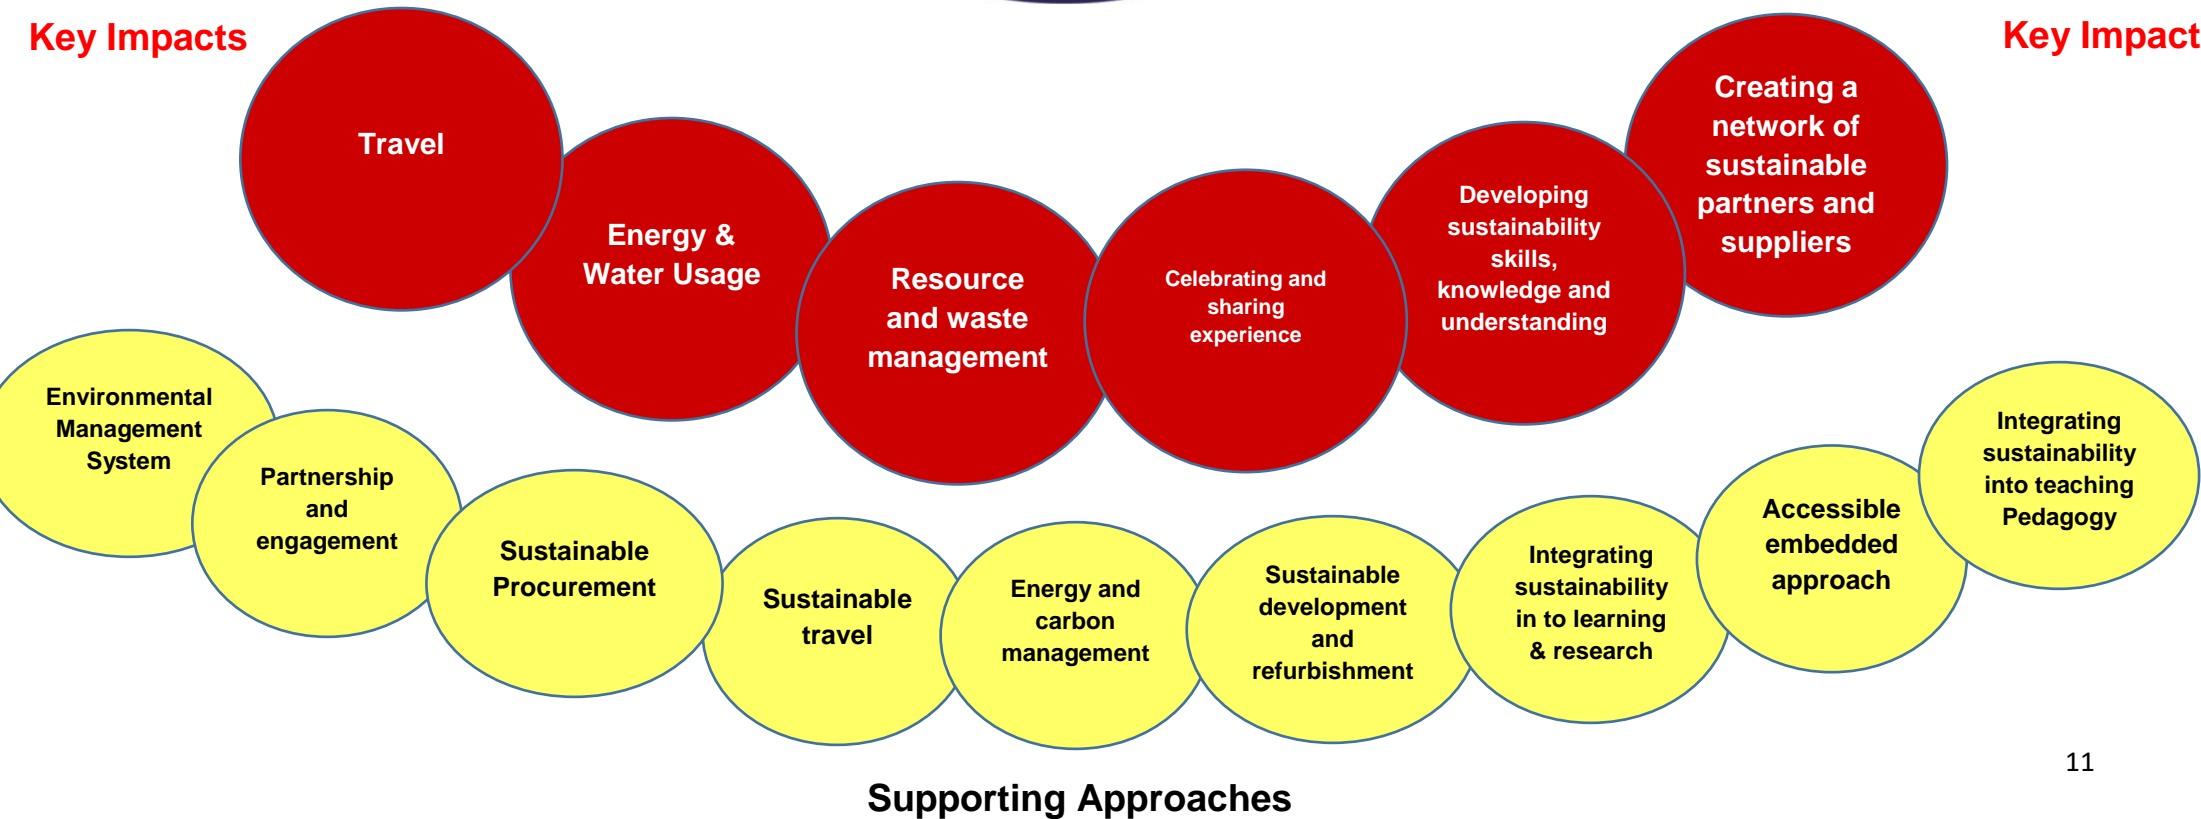 Key Impacts
Key Impact
Travel
Energy &
Water Usage
Resource
and waste
management
Celebrating and
sharing
experience
Developing
sustainability
skills,
knowledge and
understanding
Creating a
network of
sustainable
partners and
suppliers
Environmental
Management
System
Partnership
and
engagement
Sustainable
Procurement
Sustainable
travel
Energy and
carbon
management
Sustainable
development
and
refurbishment
Integrating
sustainability
in to learning
& research
Accessible
embedded
approach
Integrating
sustainability
into teaching
Pedagogy
11
Supporting Approaches